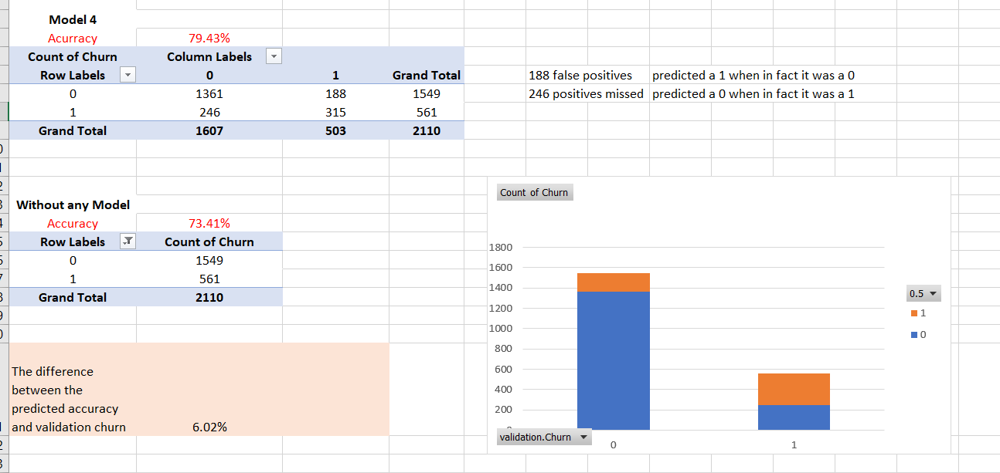 Model 4
Acurracy 79.43%
Count of Churn Column Labels
Row Labels 0 1 Grand Total
0 1361 188 1549
1 246 315 561
Grand Total 1607 503 2110
188 false positives predicted a 1 when in fact it was a 0
246 positives missed predicted a 0 when in fact it was a 1
Without any Model
Accuracy 73.41%
Row Labels Count of Churn
0 1549
1 561
Grand Total 2110
The difference
between the
predicted accuracy
and validation churn 6.02%
Count of Churn
1800
1600
1400
1200
1000
800
600
400
200
0.5
1
0
validation.Churn
0 1